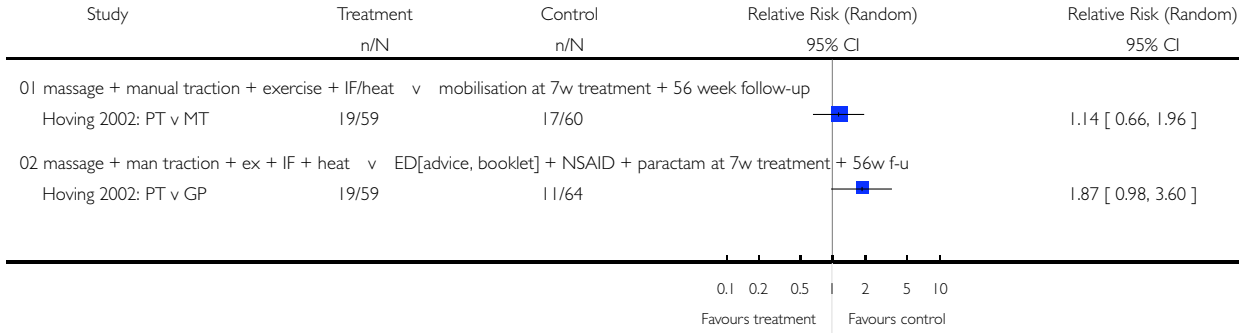 Study Treatment Control Relative Risk (Random) Relative Risk (Random)
n/N n/N 95% CI 95% CI
01 massage + manual traction + exercise + IF/heat v mobilisation at 7w treatment + 56 week follow-up
Hoving 2002: PT v MT 19/59 17/60 1.14 [ 0.66, 1.96 ]
02 massage + man traction + ex + IF + heat v ED[advice, booklet] + NSAID + paractam at 7w treatment + 56w f-u
Hoving 2002: PT v GP 19/59 11/64 1.87 [ 0.98, 3.60 ]
0.1 0.2 0.5 1 2 5 10
Favours treatment Favours control